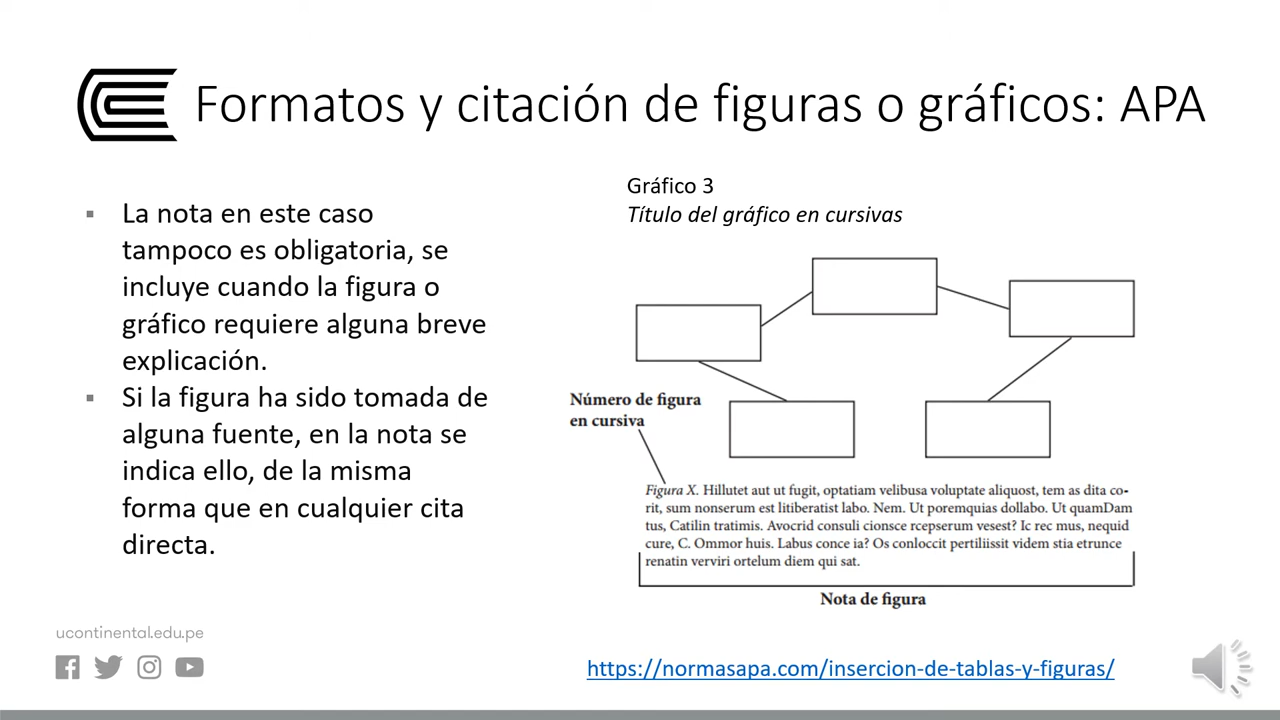 Formatos y citación de figuras o gráficos: APA
▪ La nota en este caso
tampoco es obligatoria, se
incluye cuando la figura o
gráfico requiere alguna breve
explicación.
▪ Si la figura ha sido tomada de
alguna fuente, en la nota se
indica ello, de la misma
forma que en cualquier cita
directa.
Gráfico 3
Título del gráfico en cursivas
Número de figura
en cursiva
Figura X. Hillutet aut ut fugit, optatiam velibusa voluptate aliquost, tem as dita co-
rit, sum nonserum est litiberatist labo. Nem. Ut poremquias dollabo. Ut quamDam
tus, Catilin tratimis. Avocrid consuli cionsce rcepserum vesest? Ic rec mus, nequid
cure, C. Ommor huis. Labus conce ia? Os conloccit pertiliissit videm stia etrunce
renatin verviri ortelum diem qui sat.
Nota de figura
ucontinental.edu.pe
https://normasapa.com/insercion-de-tablas-y-figuras/